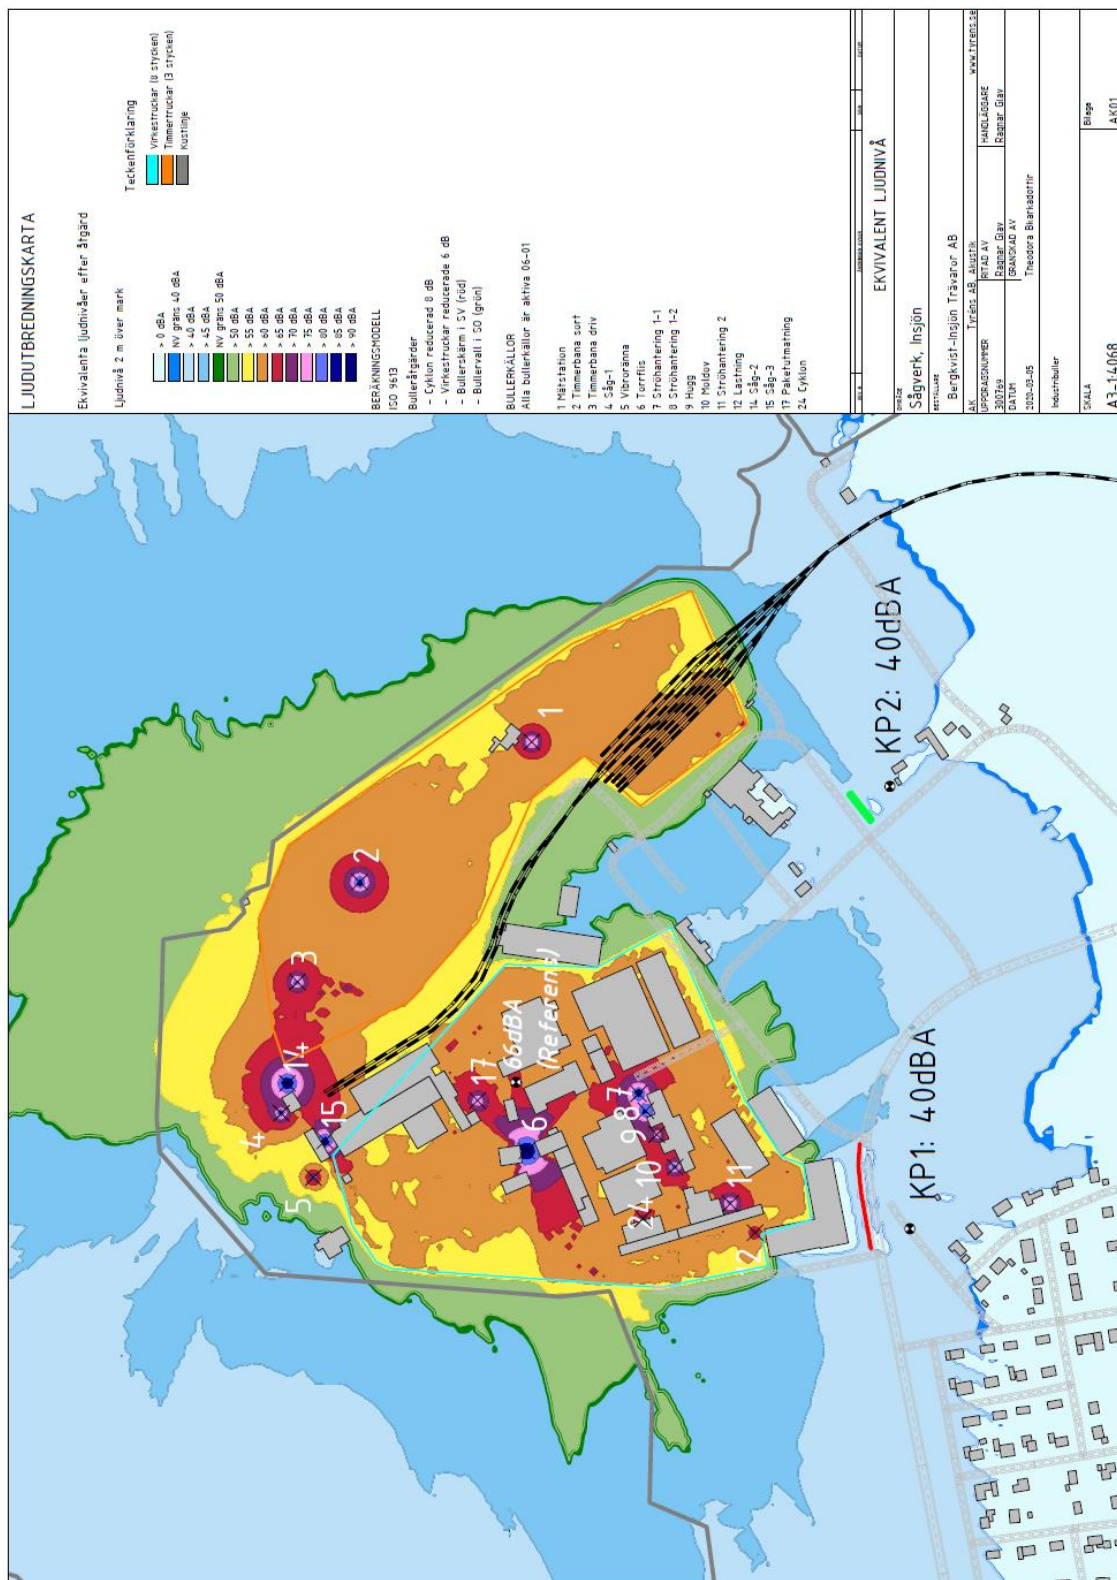 LJUDUTBREDNINGSKARTA
Ekvivalenta ljudnivåer efter åtgärd
Ljudnivå 2 m över mark
> 0 dBA
NV gräns 40 dBA
> 40 dBA
> 45 dBA
NV gräns 50 dBA
> 50 dBA
> 55 dBA
> 60 dBA
> 65 dBA
> 70 dBA
> 75 dBA
> 80 dBA
> 85 dBA
> 90 dBA
Teckenförklaring
Virkestruckar (8 stycken)
Timmertruckar (3 stycken)
Kustlinje
BERÄKNINGSMODELL
ISO 9613
Bulleråtgärder
- Cyklon reducerad 8 dB
- Virkestruckar reducerade 6 dB
- Bullerskärm i SV (röd)
- Bullervall i SO (grön)
BULLERKÄLLOR
Alla bullerkällor är aktiva 06-01
1 Mätstation
2 Timmerbana sort
3 Timmerbana driv
4 Såg-1
5 Vibroränna
6 Torrflis
7 Ströhantering 1-1
8 Ströhantering 1-2
9 Hugg
10 Moldow
11 Ströhantering 2
12 Lastning
14 Såg-2
15 Såg-3
17 Paketutmatning
24 Cyklon
EKVIVALENT LJUDNIVÅ
OMRÅDE
Sågverk, Insjön
BESTÄLLARE
Bergkvist-Insjön Trävaror AB
AK
Tyréns AB, Akustik
www.tyrens.se
UPPDRAGSNUMMER
300769
RITAD AV
Ragnar Glav
HANDLÄGGARE
Ragnar Glav
DATUM
2020-03-05
GRANSKAD AV
Theodora Bkarkadottir
Industribuller
SKALA
A3-1:4068
Bilaga
AK01
1
2
3
14
4
15
5
17
66dBA
(Referens)
6
7
8
9
10
24
11
12
KP1: 40dBA
KP2: 40dBA